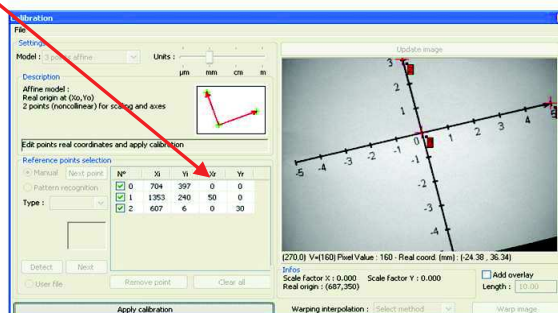 Calibration
File
Settings
Model : 3 points affine
Units :
µm mm cm m
Description
Affine model :
Real origin at (Xo,Yo)
2 points (noncollinear) for scaling and axes
Edit points real coordinates and apply calibration
Reference points selection
Manual Next point
Pattern recognition
Type :
Detect Next
User file
N° Xi Yi Xr Yr
0 704 397 0 0
1 1353 240 50 0
2 607 6 0 30
Remove point Clear all
Apply calibration
Update image
3
2
1
0
-5 -4 -3 -2 -1
1 2 3 4
-1
-2
-3
-4
(270,0) V=(160) Pixel Value : 160 - Real coord. (mm) : (-24.38 , 36.34)
Infos
Scale factor X : 0.000 Scale factor Y : 0.000
Real origin : (687,350)
Add overlay
Length : 10.00
Warping interpolation : Select method Warp image